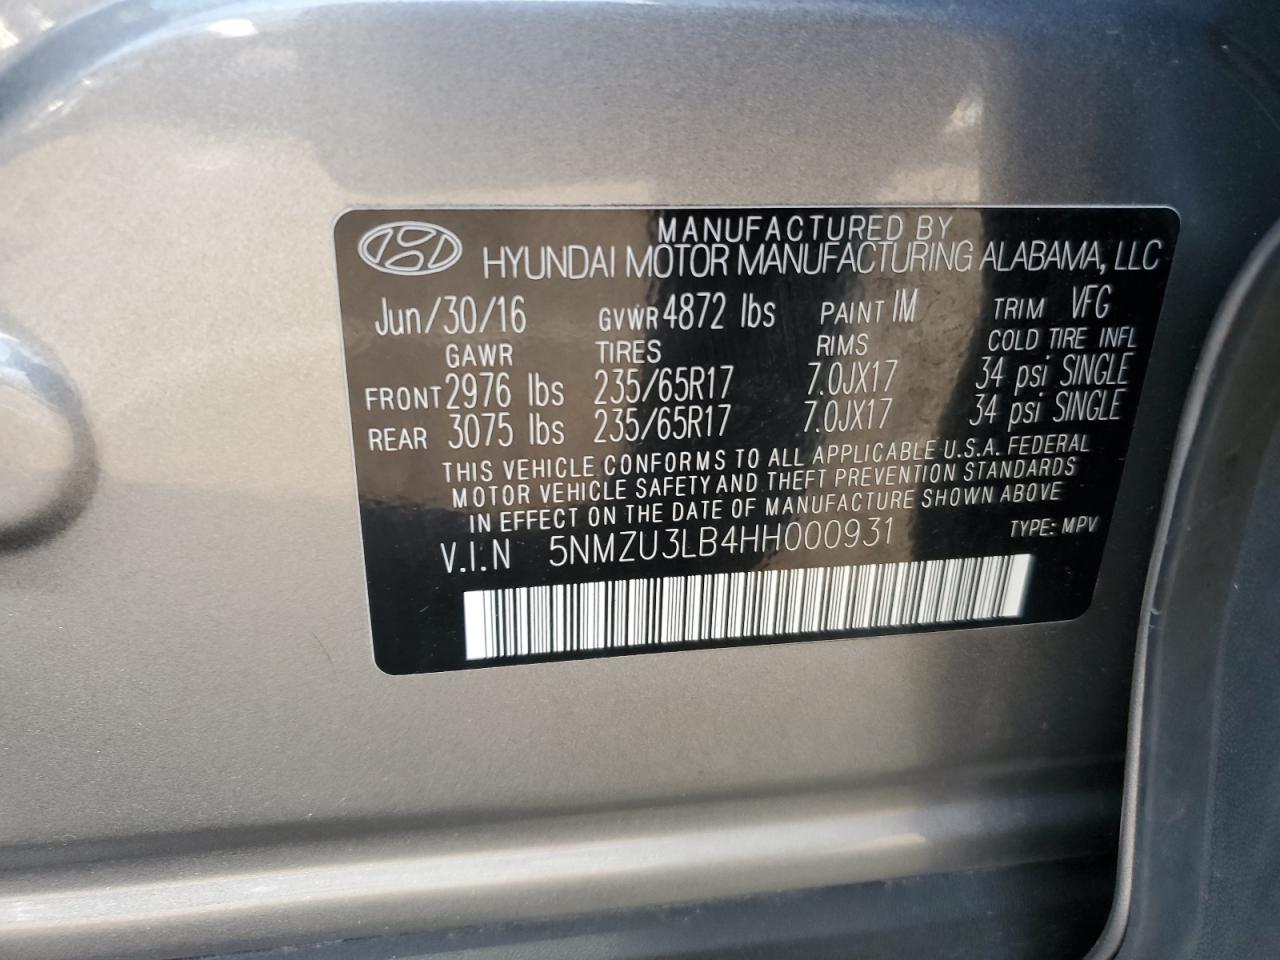 MANUFACTURED BY
HYUNDAI MOTOR MANUFACTURING ALABAMA, LLC
Jun/30/16 GVWR 4872 lbs PAINT IM TRIM VFG
GAWR TIRES RIMS COLD TIRE INFL
FRONT 2976 lbs 235/65R17 7.0JX17 34 psi SINGLE
REAR 3075 lbs 235/65R17 7.0JX17 34 psi SINGLE
THIS VEHICLE CONFORMS TO ALL APPLICABLE U.S.A. FEDERAL
MOTOR VEHICLE SAFETY AND THEFT PREVENTION STANDARDS
IN EFFECT ON THE DATE OF MANUFACTURE SHOWN ABOVE
V.I.N 5NMZU3LB4HH000931 TYPE: MPV